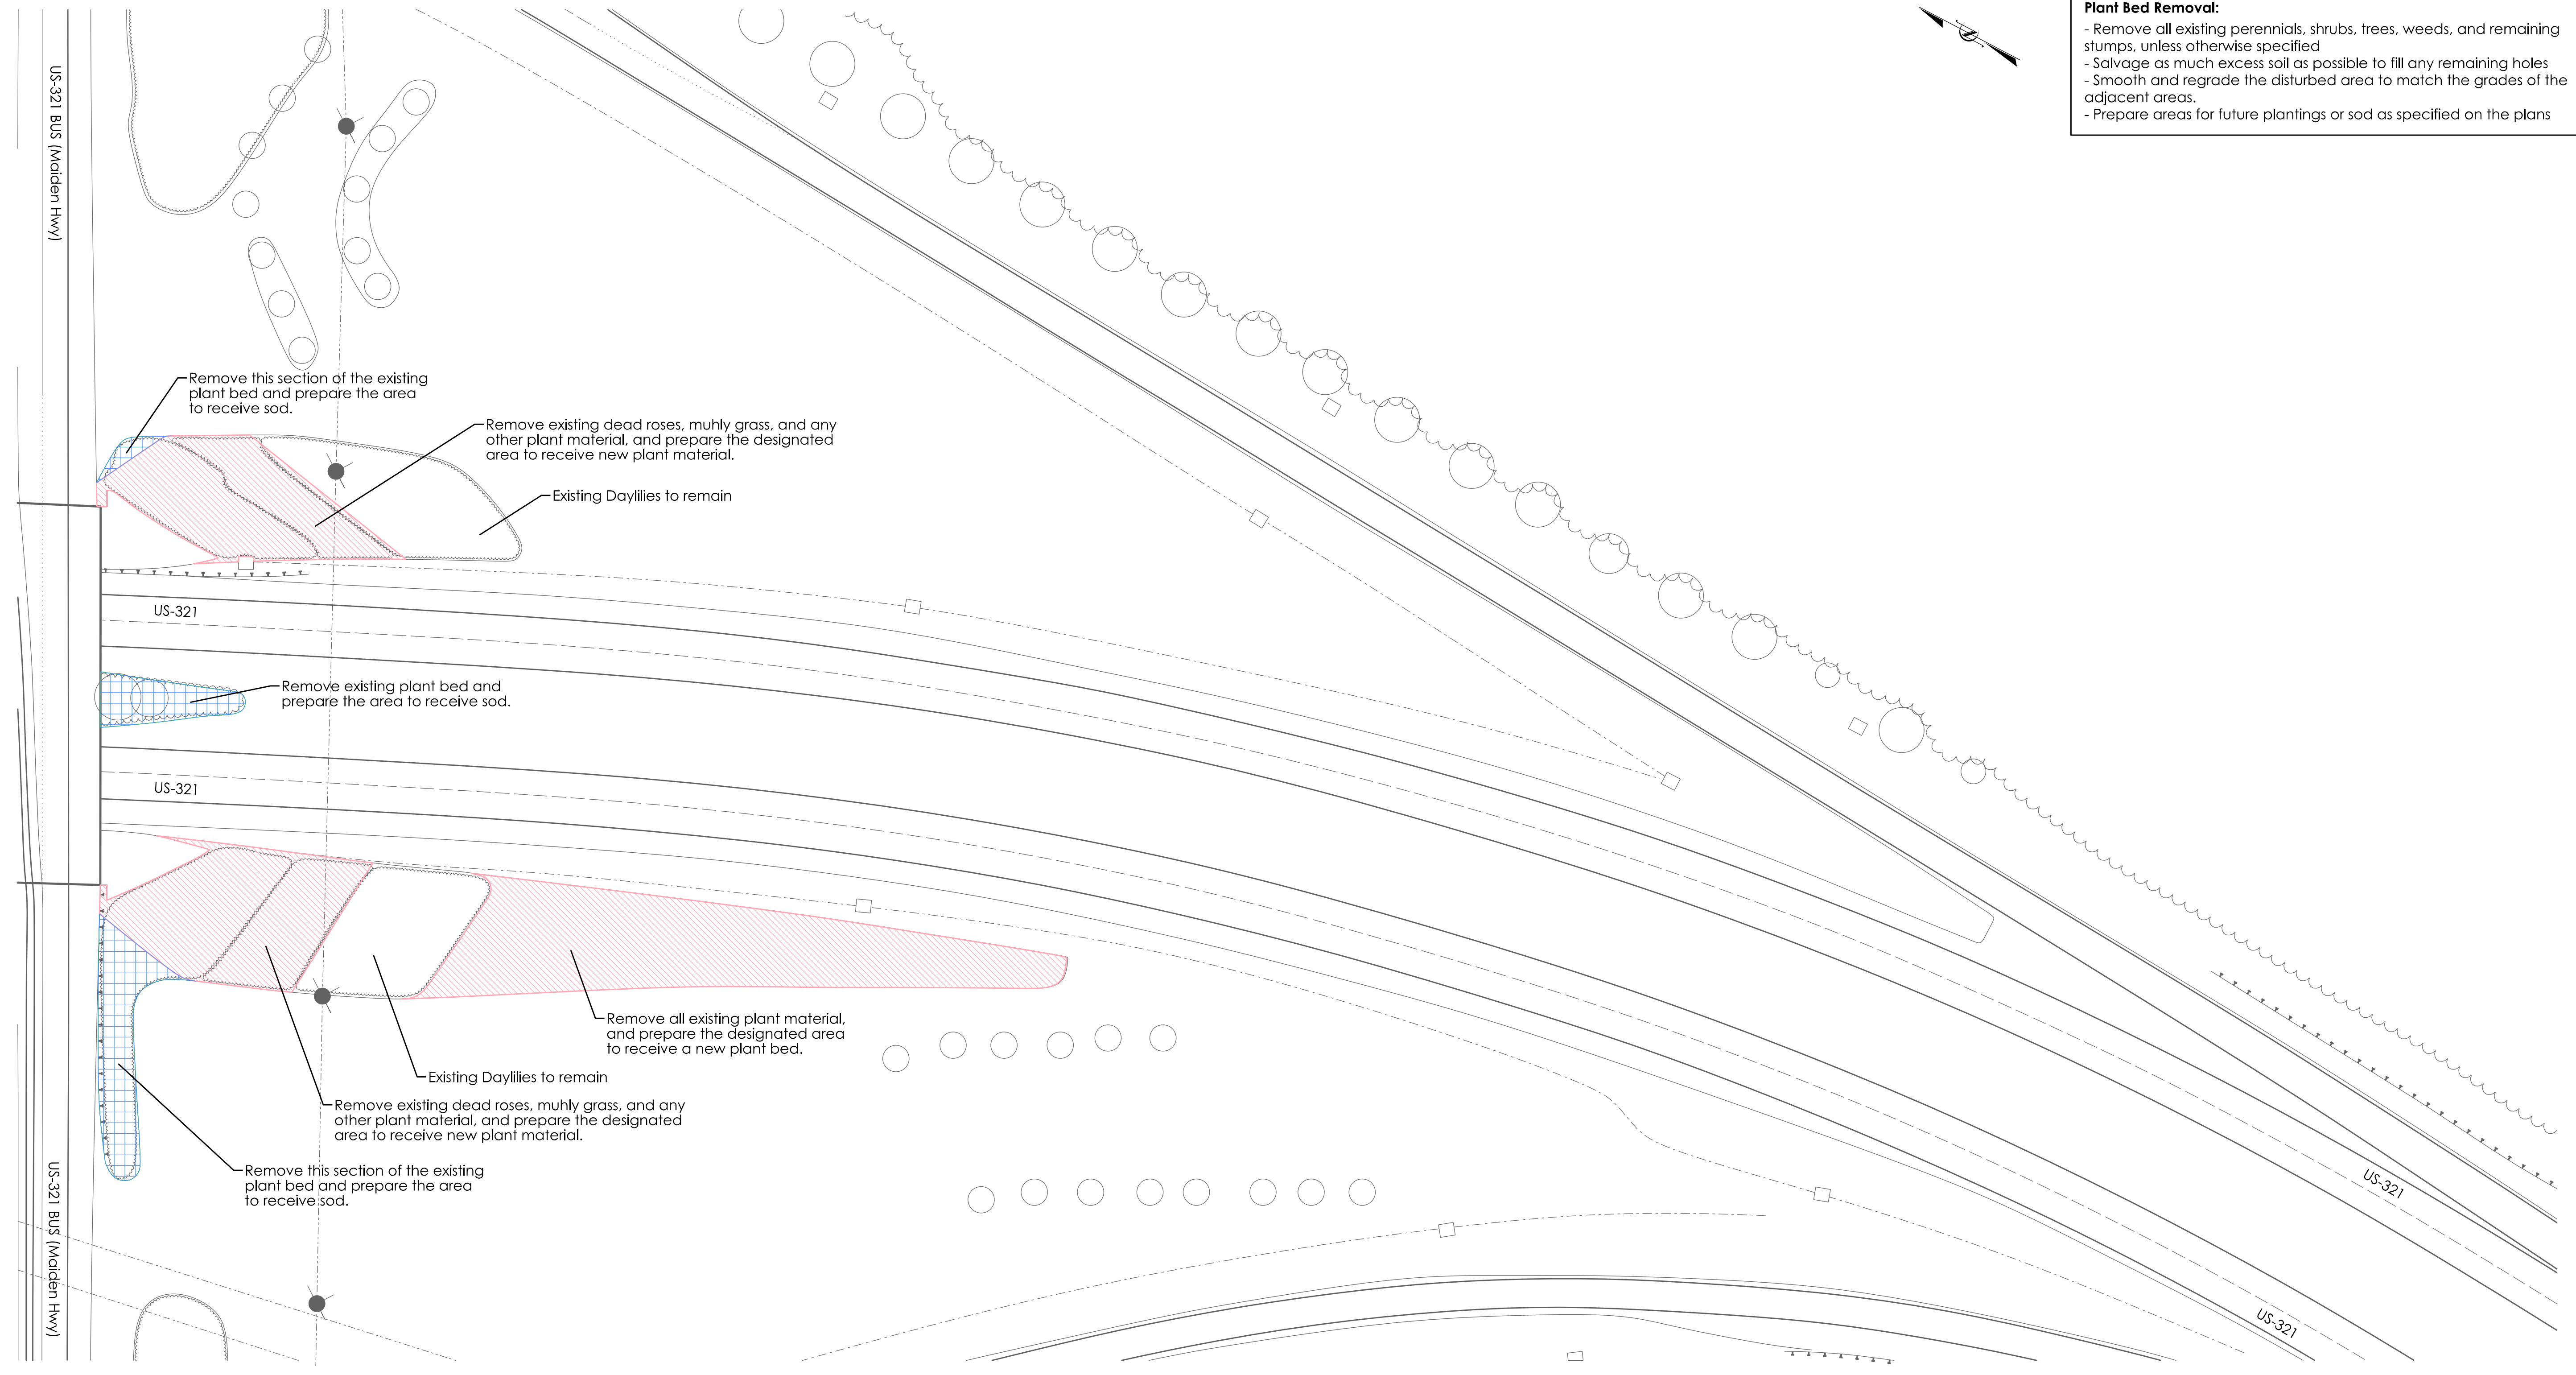 Plant Bed Removal:
- Remove all existing perennials, shrubs, trees, weeds, and remaining
stumps, unless otherwise specified
- Salvage as much excess soil as possible to fill any remaining holes
- Smooth and regrade the disturbed area to match the grades of the
adjacent areas.
- Prepare areas for future plantings or sod as specified on the plans
US-321 BUS (Maiden Hwy)
Remove this section of the existing
plant bed and prepare the area
to receive sod.
Remove existing dead roses, muhly grass, and any
other plant material, and prepare the designated
area to receive new plant material.
Existing Daylilies to remain
US-321
Remove existing plant bed and
prepare the area to receive sod.
US-321
Remove all existing plant material,
and prepare the designated area
to receive a new plant bed.
Existing Daylilies to remain
Remove existing dead roses, muhly grass, and any
other plant material, and prepare the designated
area to receive new plant material.
Remove this section of the existing
plant bed and prepare the area
to receive sod.
US-321 BUS (Maiden Hwy)
US-321
US-321